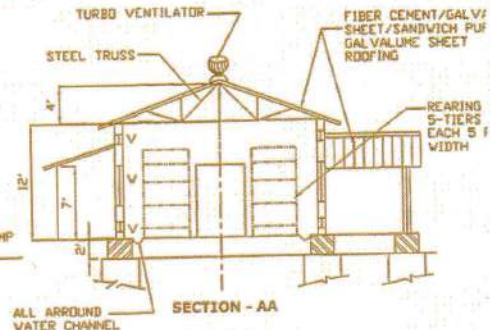 TURBO VENTILATOR
FIBER CEMENT/GALV
SHEET/SANDWICH PUF
GALVALUME SHEET
ROOFING
STEEL TRUSS
4'
REARING
5-TIERS
EACH 5 F
WIDTH
V
V
12'
7'
V
2'
SECTION - AA
ALL ARROUND
WATER CHANNEL